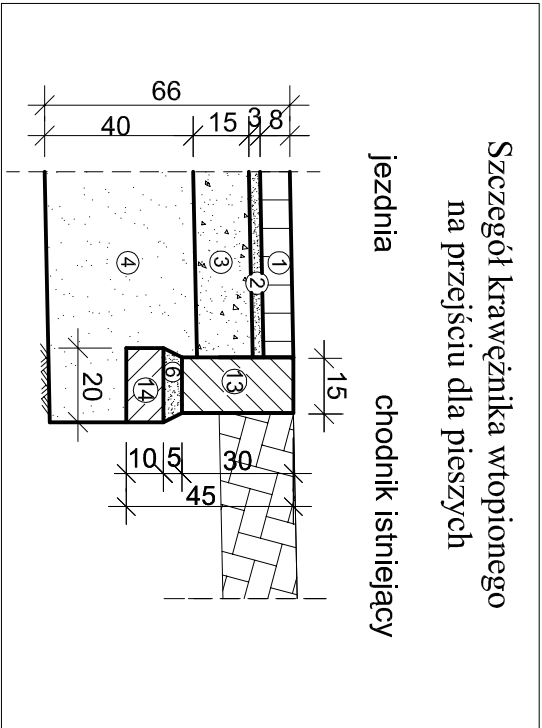 Szczegół krawężnika wtopionego
na przejściu dla pieszych
jezdnia
chodnik istniejący
66
40 15 3 8
15
1
2
3
4
13
6
14
20
10 5 30
45